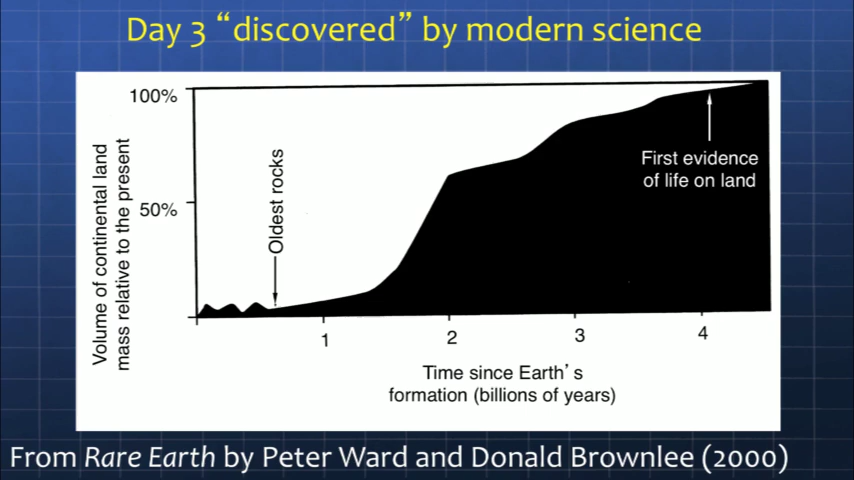 Day 3 “discovered” by modern science
100%
50%
Volume of continental land
mass relative to the present
Oldest rocks
First evidence
of life on land
1
2
3
4
Time since Earth’s
formation (billions of years)
From Rare Earth by Peter Ward and Donald Brownlee (2000)